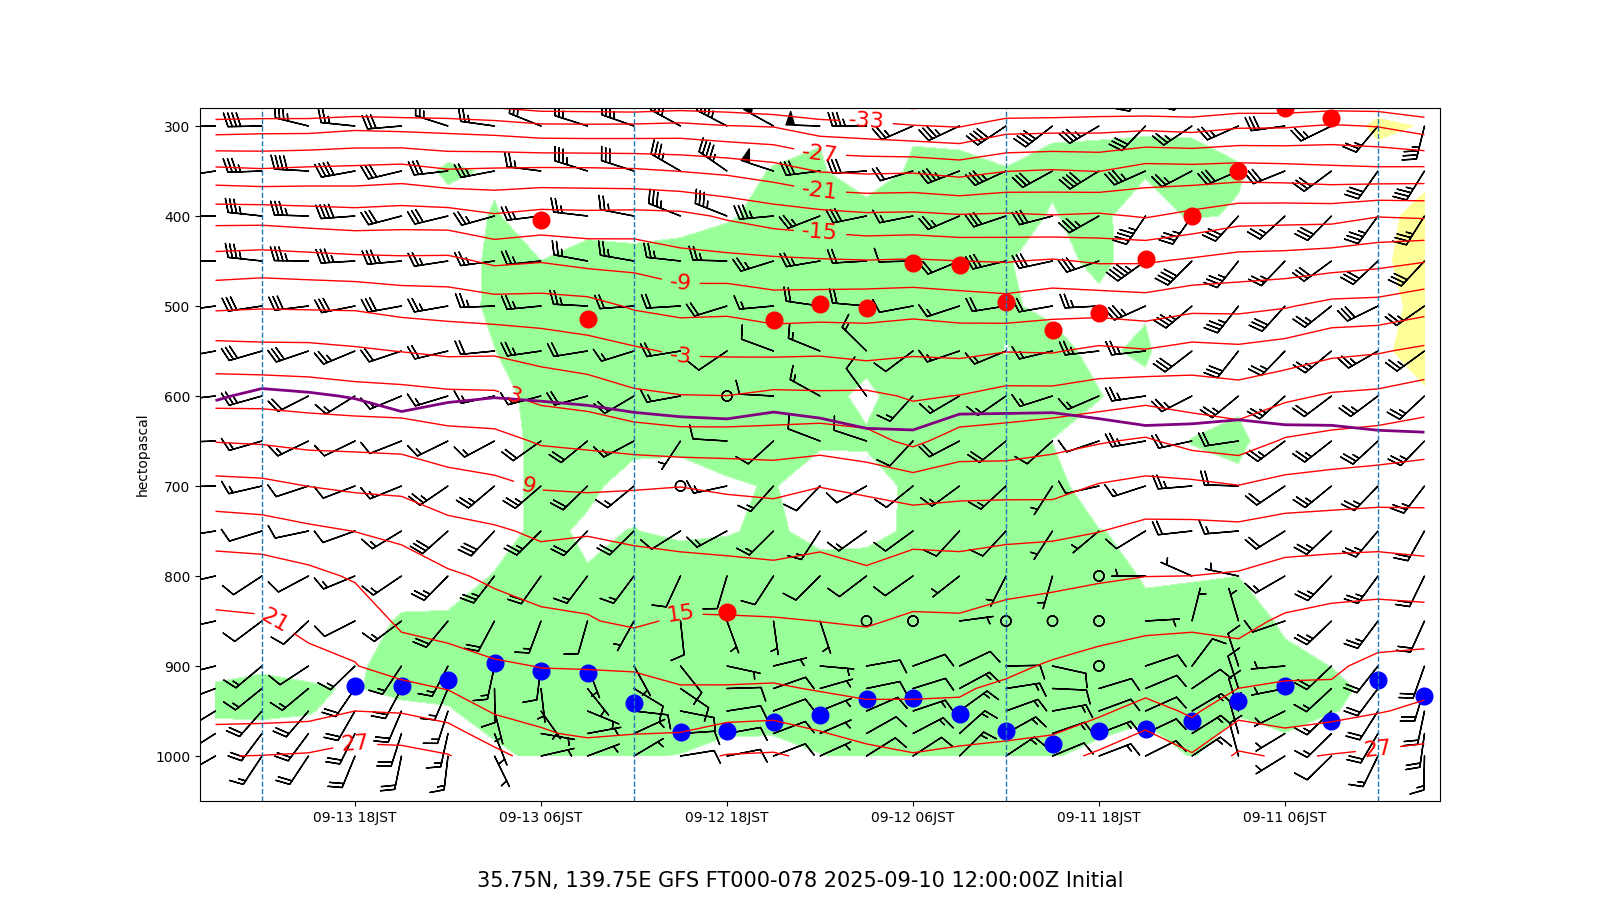 300
400
500
600
700
800
900
1000
hectopascal
-33
-27
-21
-15
-9
-3
3
9
15
21
27
27
09-13 18JST
09-13 06JST
09-12 18JST
09-12 06JST
09-11 18JST
09-11 06JST
35.75N, 139.75E GFS FT000-078 2025-09-10 12:00:00Z Initial